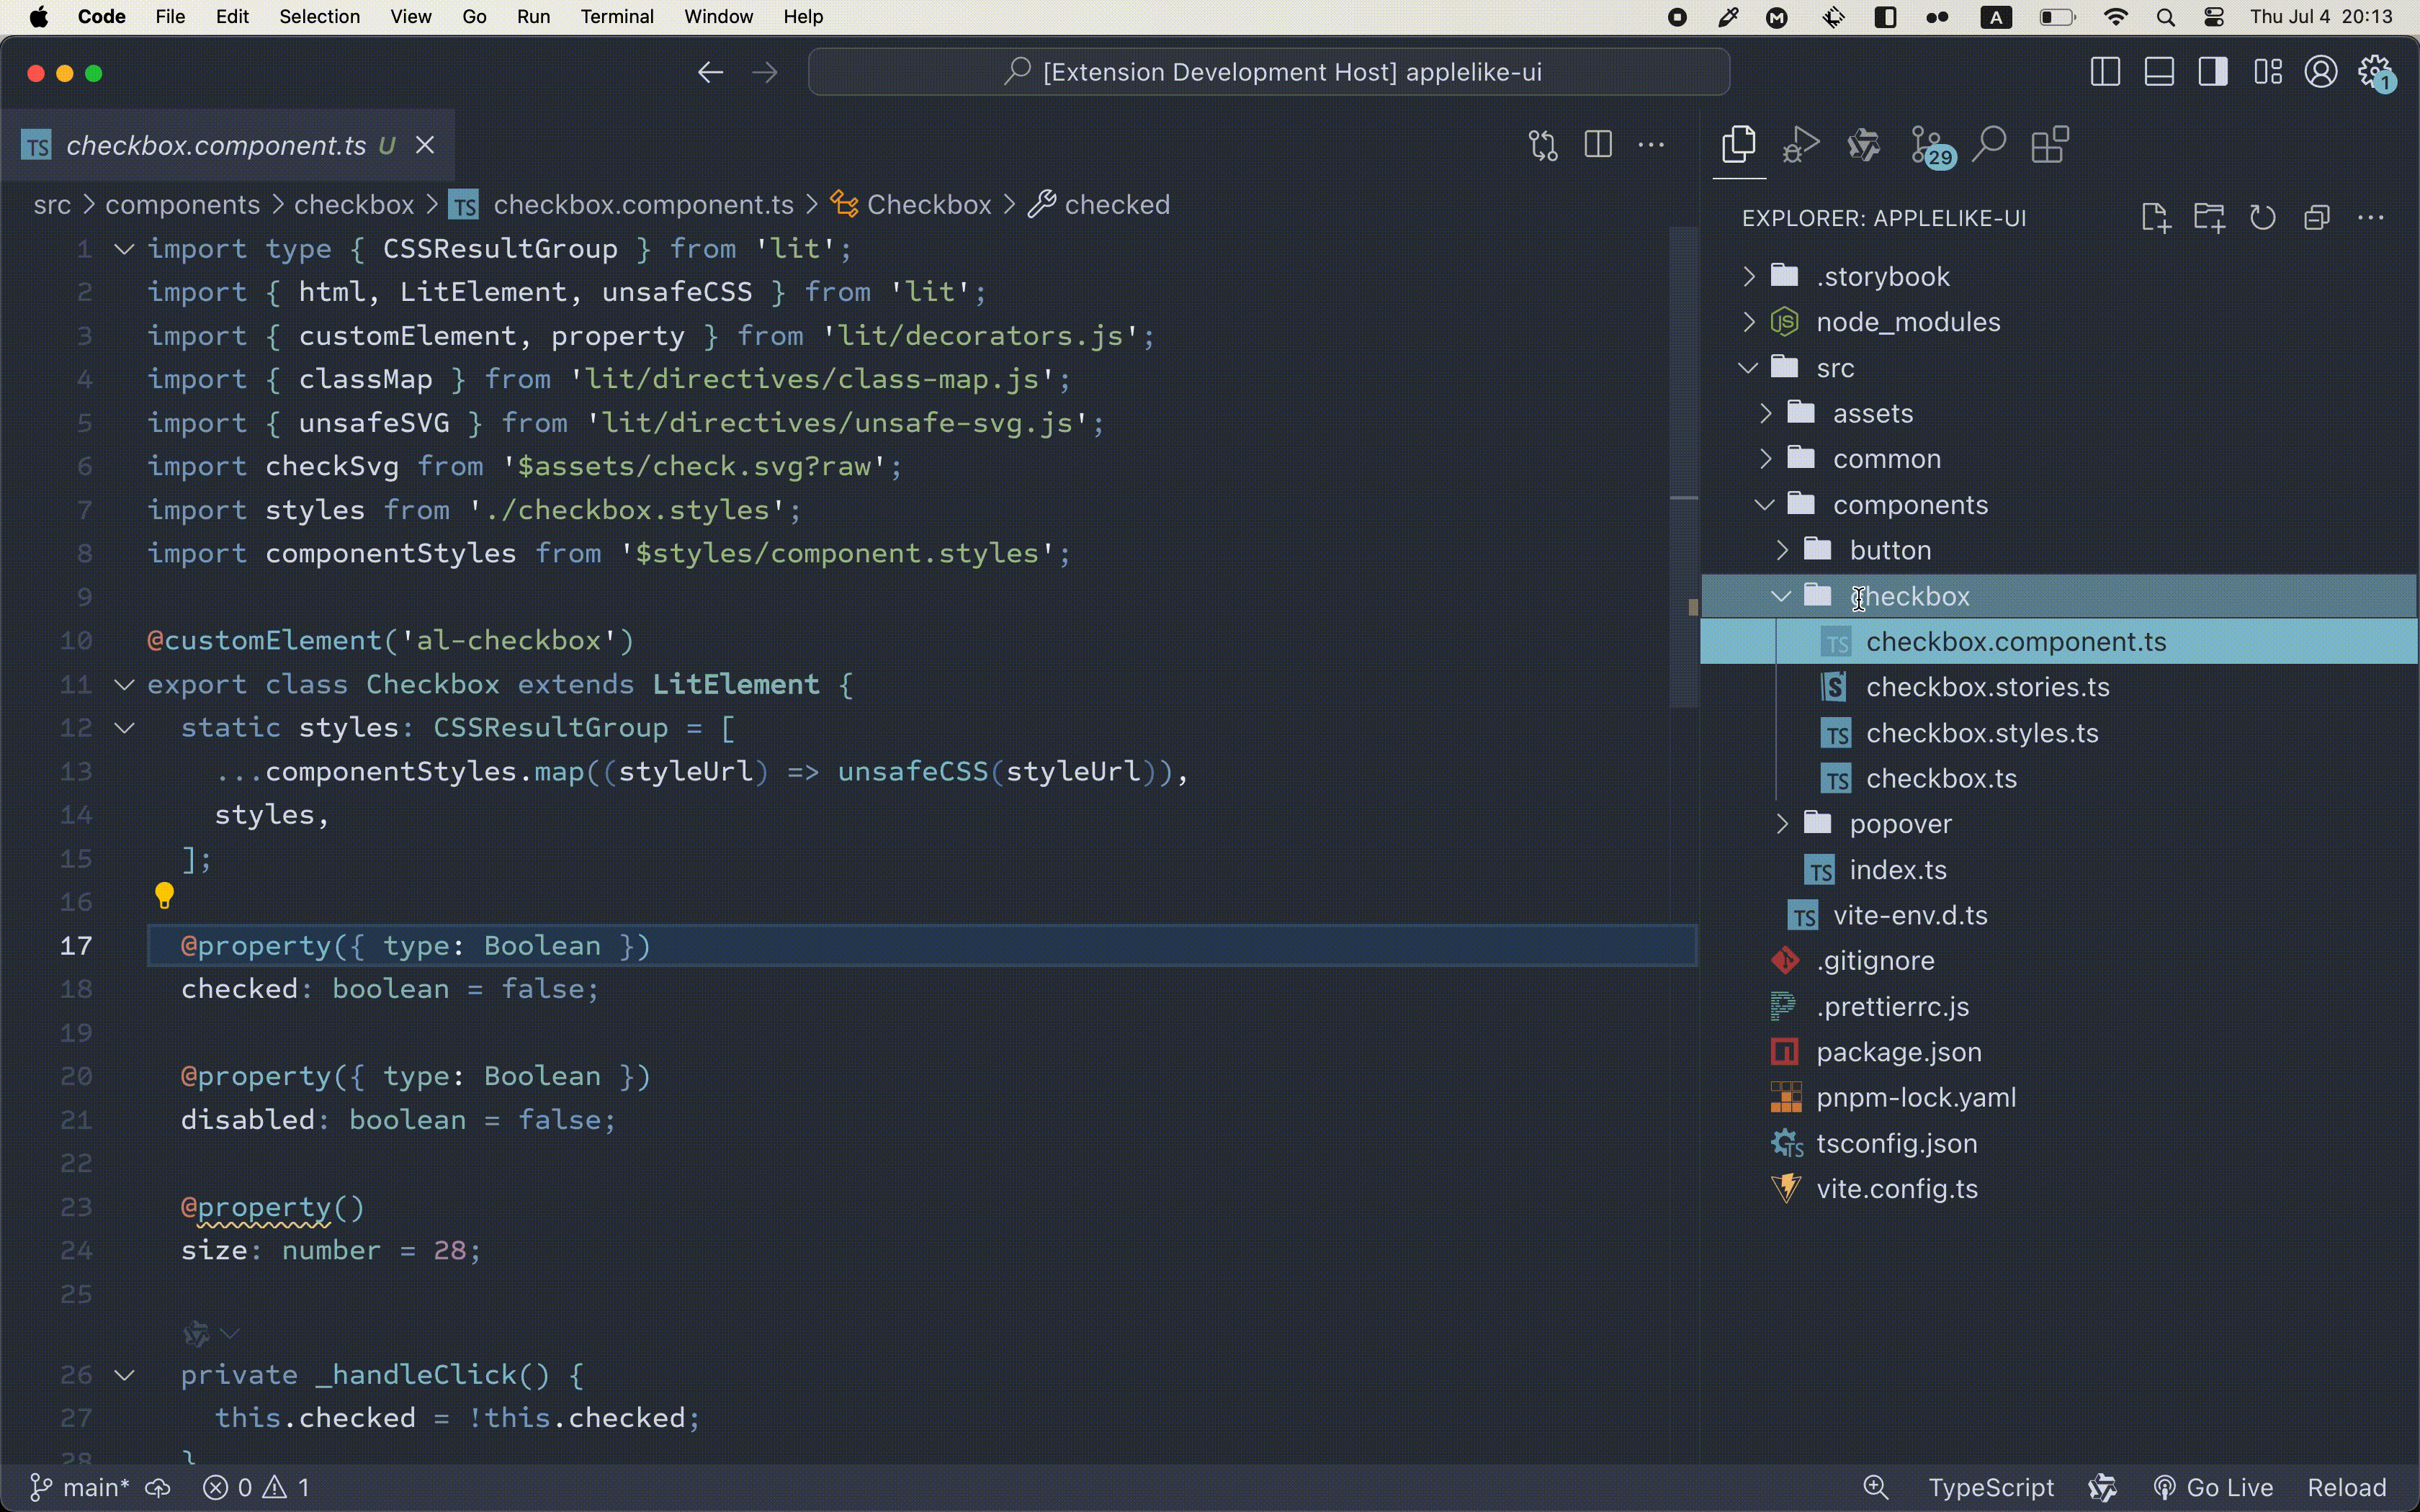 Code File Edit Selection View Go Run Terminal Window Help A Thu Jul 4 20:13
[Extension Development Host] applelike-ui 1
TS checkbox.component.ts U
29
src > components > checkbox > TS checkbox.component.ts > Checkbox > checked
1 import type { CSSResultGroup } from 'lit';
2 import { html, LitElement, unsafeCSS } from 'lit';
3 import { customElement, property } from 'lit/decorators.js';
4 import { classMap } from 'lit/directives/class-map.js';
5 import { unsafeSVG } from 'lit/directives/unsafe-svg.js';
6 import checkSvg from '$assets/check.svg?raw';
7 import styles from './checkbox.styles';
8 import componentStyles from '$styles/component.styles';
9
10 @customElement('al-checkbox')
11 export class Checkbox extends LitElement {
12 static styles: CSSResultGroup = [
13 ...componentStyles.map((styleUrl) => unsafeCSS(styleUrl)),
14 styles,
15 ];
16
17 @property({ type: Boolean })
18 checked: boolean = false;
19
20 @property({ type: Boolean })
21 disabled: boolean = false;
22
23 @property()
24 size: number = 28;
25
26 private _handleClick() {
27 this.checked = !this.checked;
28 }
EXPLORER: APPLELIKE-UI
.storybook
node_modules
src
assets
common
components
button
checkbox
TS checkbox.component.ts
checkbox.stories.ts
TS checkbox.styles.ts
TS checkbox.ts
popover
TS index.ts
TS vite-env.d.ts
.gitignore
.prettierrc.js
package.json
pnpm-lock.yaml
tsconfig.json
vite.config.ts
main* 0 1 TypeScript Go Live Reload